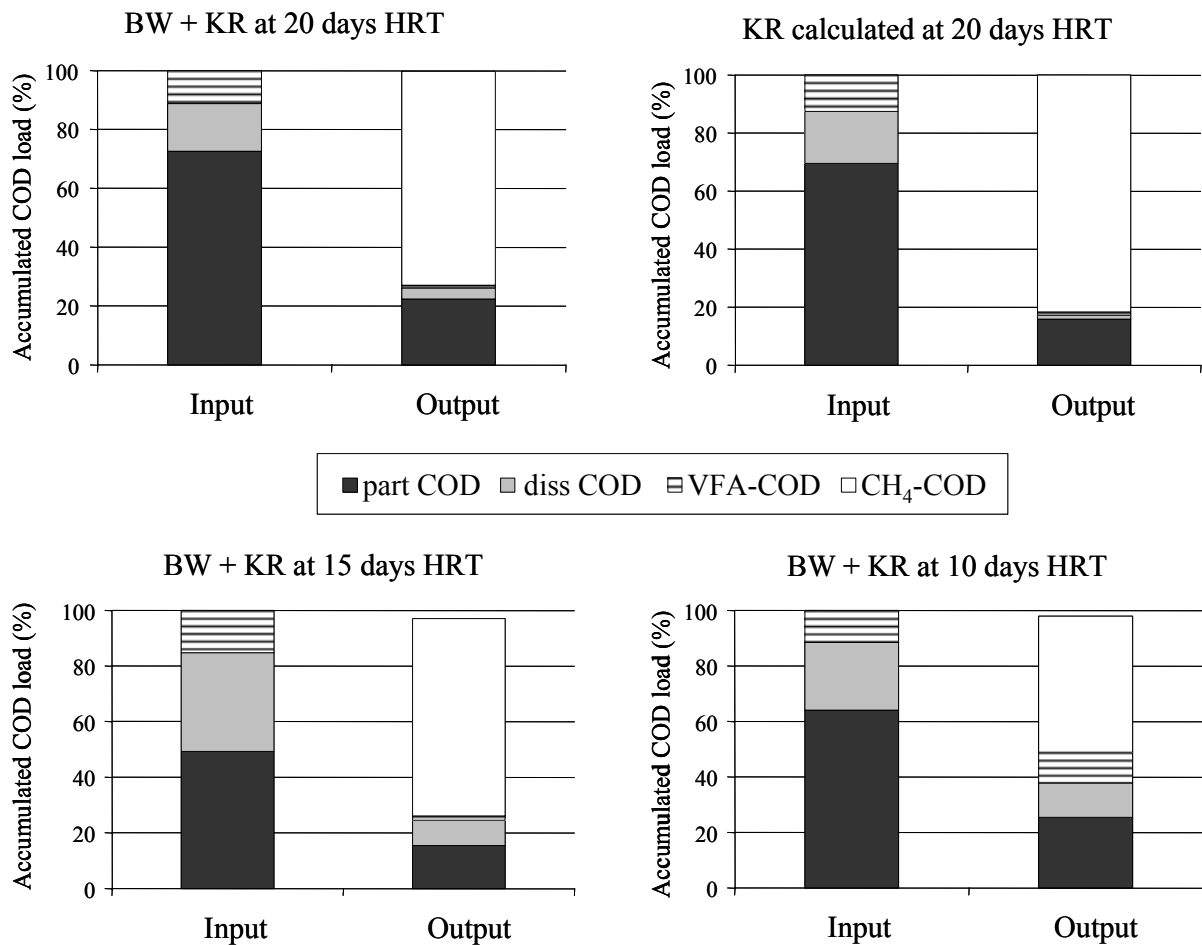 BW + KR at 20 days HRT
Accumulated COD load (%)
100
80
60
40
20
0
Input Output
KR calculated at 20 days HRT
Accumulated COD load (%)
100
80
60
40
20
0
Input Output
part COD diss COD VFA-COD CH₄-COD
BW + KR at 15 days HRT
Accumulated COD load (%)
100
80
60
40
20
0
Input Output
BW + KR at 10 days HRT
Accumulated COD load (%)
100
80
60
40
20
0
Input Output